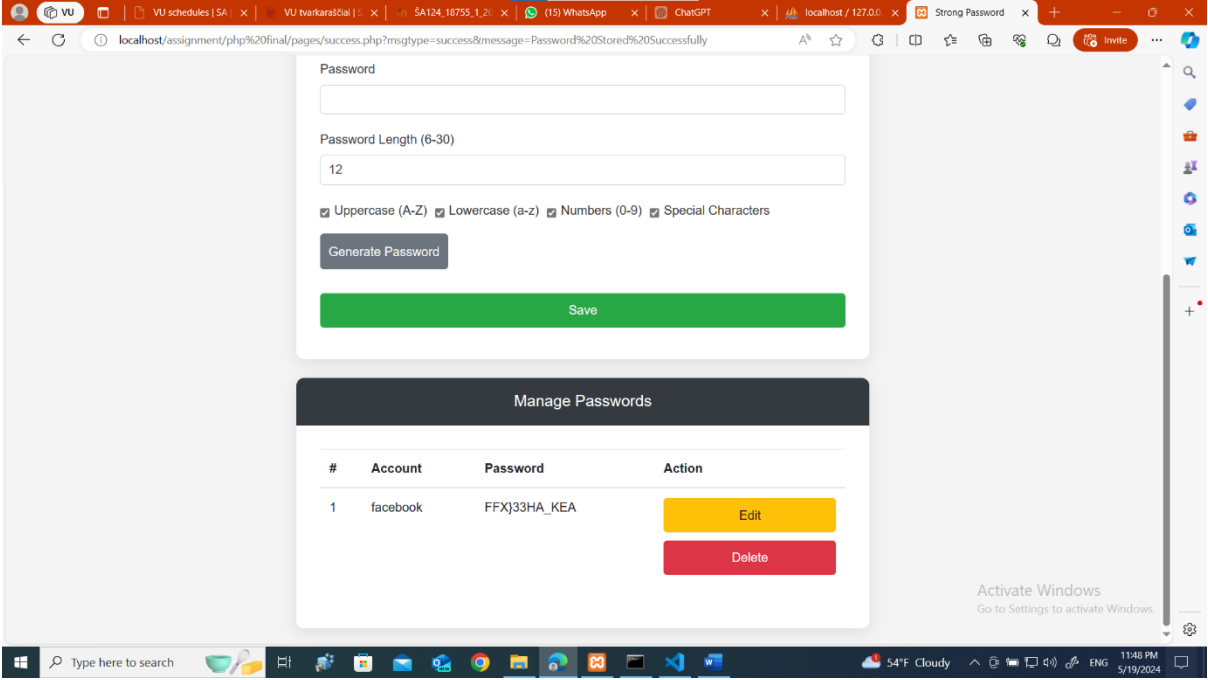 VU
VU schedules | SA
VU tvarkaraščiai | S
ŠA124_18755_1_20
(15) WhatsApp
ChatGPT
localhost / 127.0.0.
Strong Password
localhost/assignment/php%20final/pages/success.php?msgtype=success&message=Password%20Stored%20Successfully
Invite
Password
Password Length (6-30)
12
Uppercase (A-Z) Lowercase (a-z) Numbers (0-9) Special Characters
Generate Password
Save
Manage Passwords
# Account Password Action
1 facebook FFX}33HA_KEA Edit
Delete
Activate Windows
Go to Settings to activate Windows.
Type here to search
54°F Cloudy
ENG
11:48 PM
5/19/2024